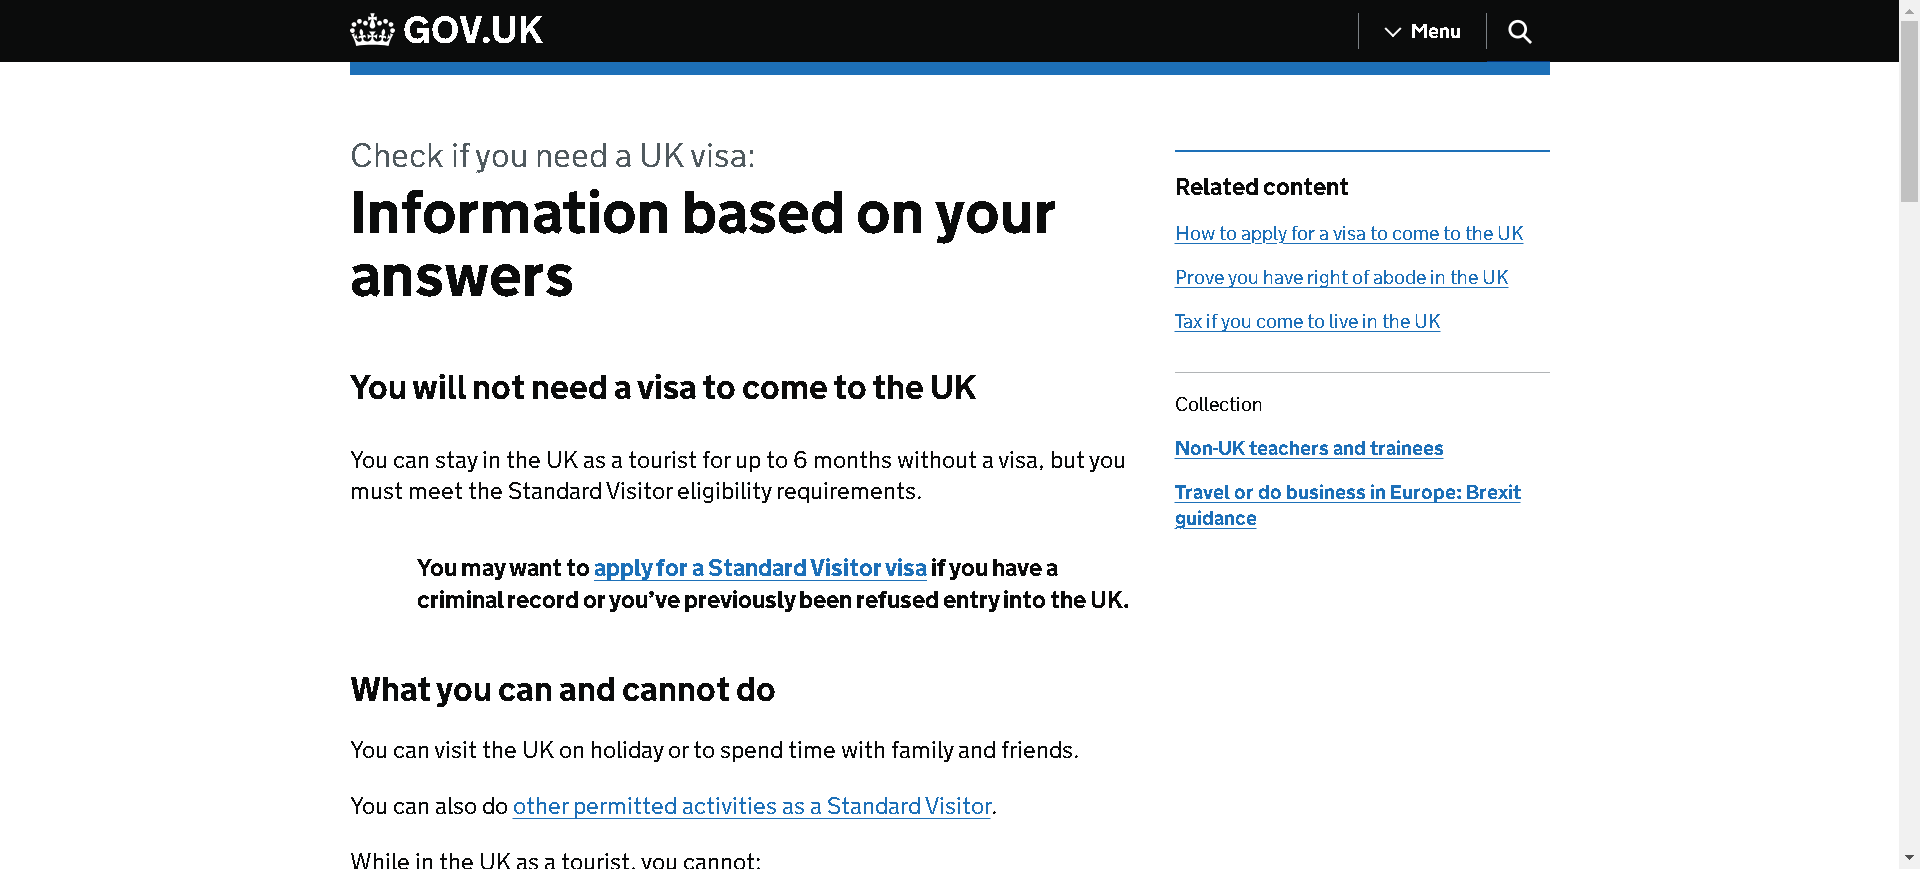 GOV.UK
Menu
Check if you need a UK visa:
Information based on your
answers
You will not need a visa to come to the UK
You can stay in the UK as a tourist for up to 6 months without a visa, but you
must meet the Standard Visitor eligibility requirements.
You may want to apply for a Standard Visitor visa if you have a
criminal record or you’ve previously been refused entry into the UK.
What you can and cannot do
You can visit the UK on holiday or to spend time with family and friends.
You can also do other permitted activities as a Standard Visitor.
While in the UK as a tourist, you cannot:
Related content
How to apply for a visa to come to the UK
Prove you have right of abode in the UK
Tax if you come to live in the UK
Collection
Non-UK teachers and trainees
Travel or do business in Europe: Brexit
guidance